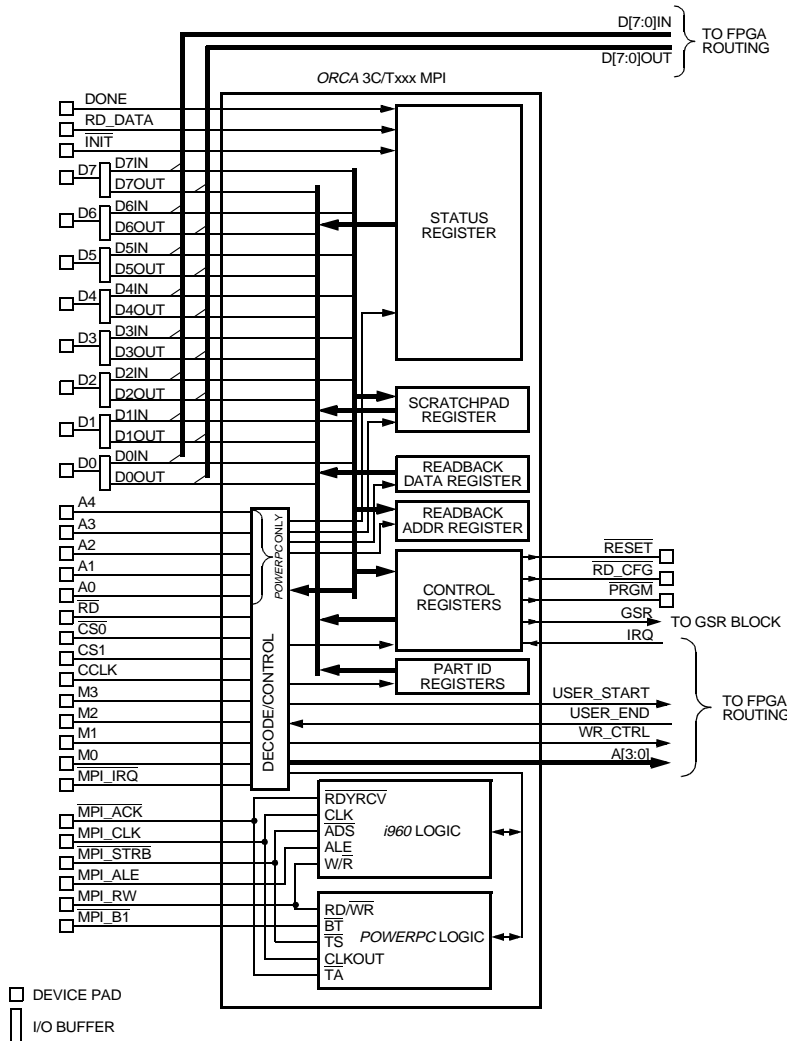 D[7:0]IN
D[7:0]OUT
TO FPGA
ROUTING
ORCA 3C/Txxx MPI
DONE
RD_DATA
INIT
D7
D7IN
D7OUT
D6
D6IN
D6OUT
D5
D5IN
D5OUT
D4
D4IN
D4OUT
D3
D3IN
D3OUT
D2
D2IN
D2OUT
D1
D1IN
D1OUT
D0
D0IN
D0OUT
STATUS
REGISTER
SCRATCHPAD
REGISTER
READBACK
DATA REGISTER
READBACK
ADDR REGISTER
CONTROL
REGISTERS
PART ID
REGISTERS
A4
A3
A2
A1
A0
RD
CS0
CS1
CCLK
M3
M2
M1
M0
MPI_IRQ
POWERPC ONLY
DECODE/CONTROL
RESET
RD_CFG
PRGM
GSR
TO GSR BLOCK
IRQ
USER_START
USER_END
WR_CTRL
A[3:0]
TO FPGA
ROUTING
MPI_ACK
MPI_CLK
MPI_STRB
MPI_ALE
MPI_RW
MPI_B1
RDYRCV
CLK
ADS
ALE
W/R
i960 LOGIC
RD/WR
BT
TS
CLKOUT
TA
POWERPC LOGIC
DEVICE PAD
I/O BUFFER